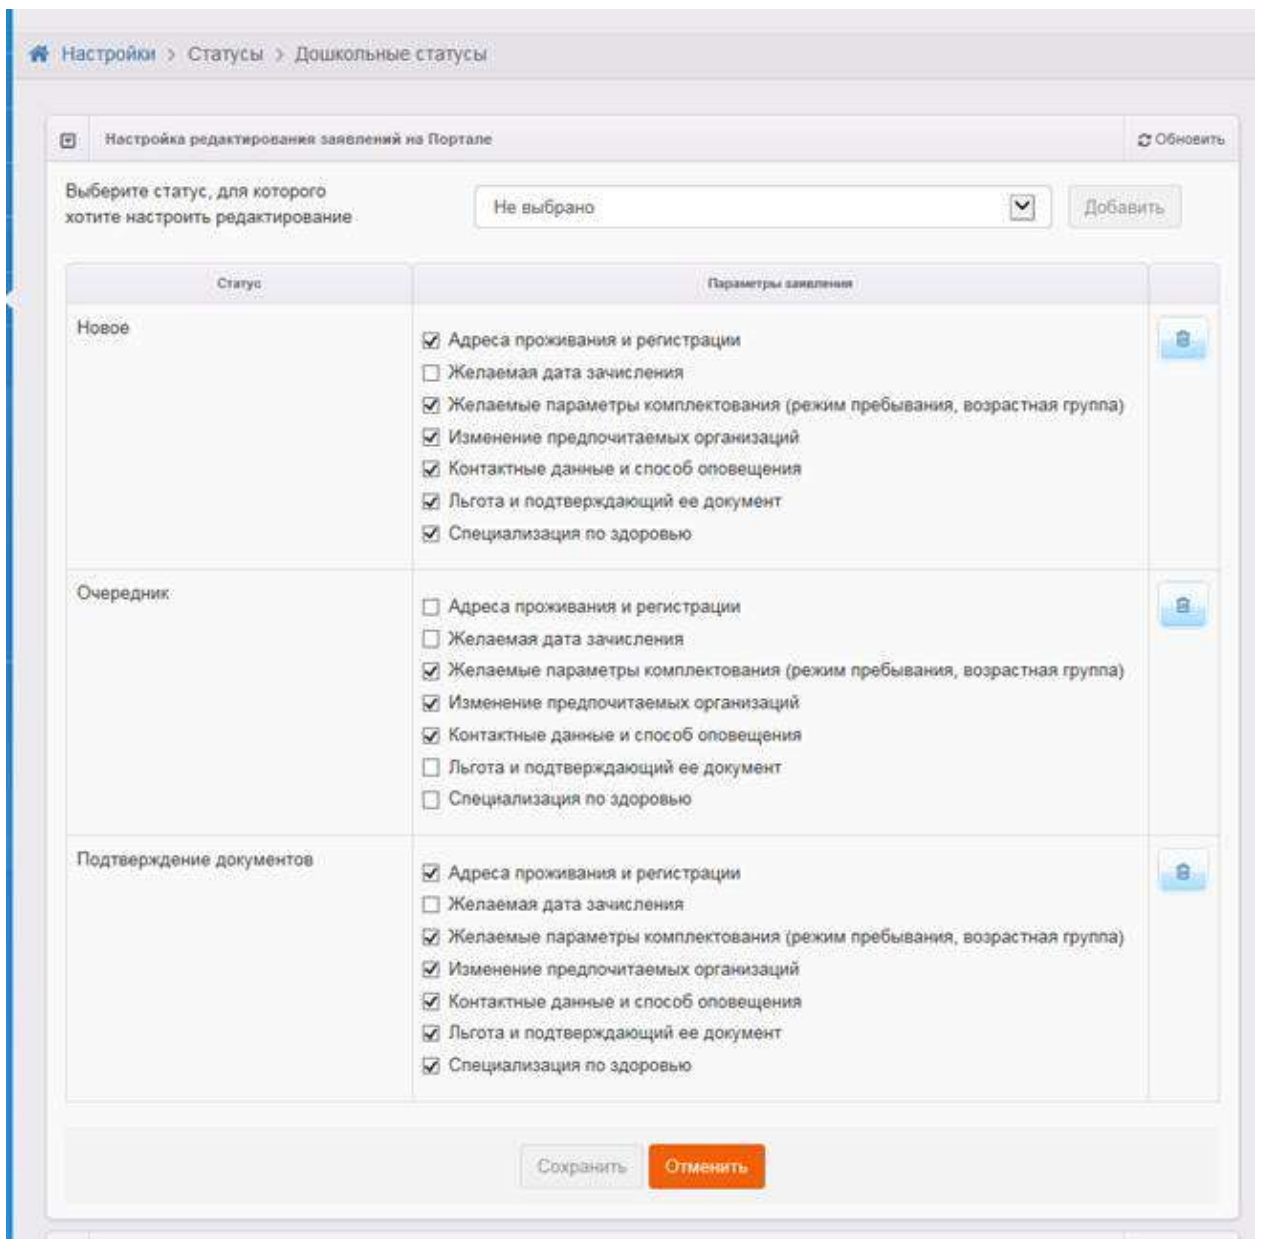 Настройки > Статусы > Дошкольные статусы
Настройка редактирования заявлений на Портале
Обновить
Выберите статус, для которого
хотите настроить редактирование
Не выбрано
Добавить
Статус
Параметры заявления
Новое
Адреса проживания и регистрации
Желаемая дата зачисления
Желаемые параметры комплектования (режим пребывания, возрастная группа)
Изменение предпочитаемых организаций
Контактные данные и способ оповещения
Льгота и подтверждающий ее документ
Специализация по здоровью
Очередник
Адреса проживания и регистрации
Желаемая дата зачисления
Желаемые параметры комплектования (режим пребывания, возрастная группа)
Изменение предпочитаемых организаций
Контактные данные и способ оповещения
Льгота и подтверждающий ее документ
Специализация по здоровью
Подтверждение документов
Адреса проживания и регистрации
Желаемая дата зачисления
Желаемые параметры комплектования (режим пребывания, возрастная группа)
Изменение предпочитаемых организаций
Контактные данные и способ оповещения
Льгота и подтверждающий ее документ
Специализация по здоровью
Сохранить
Отменить